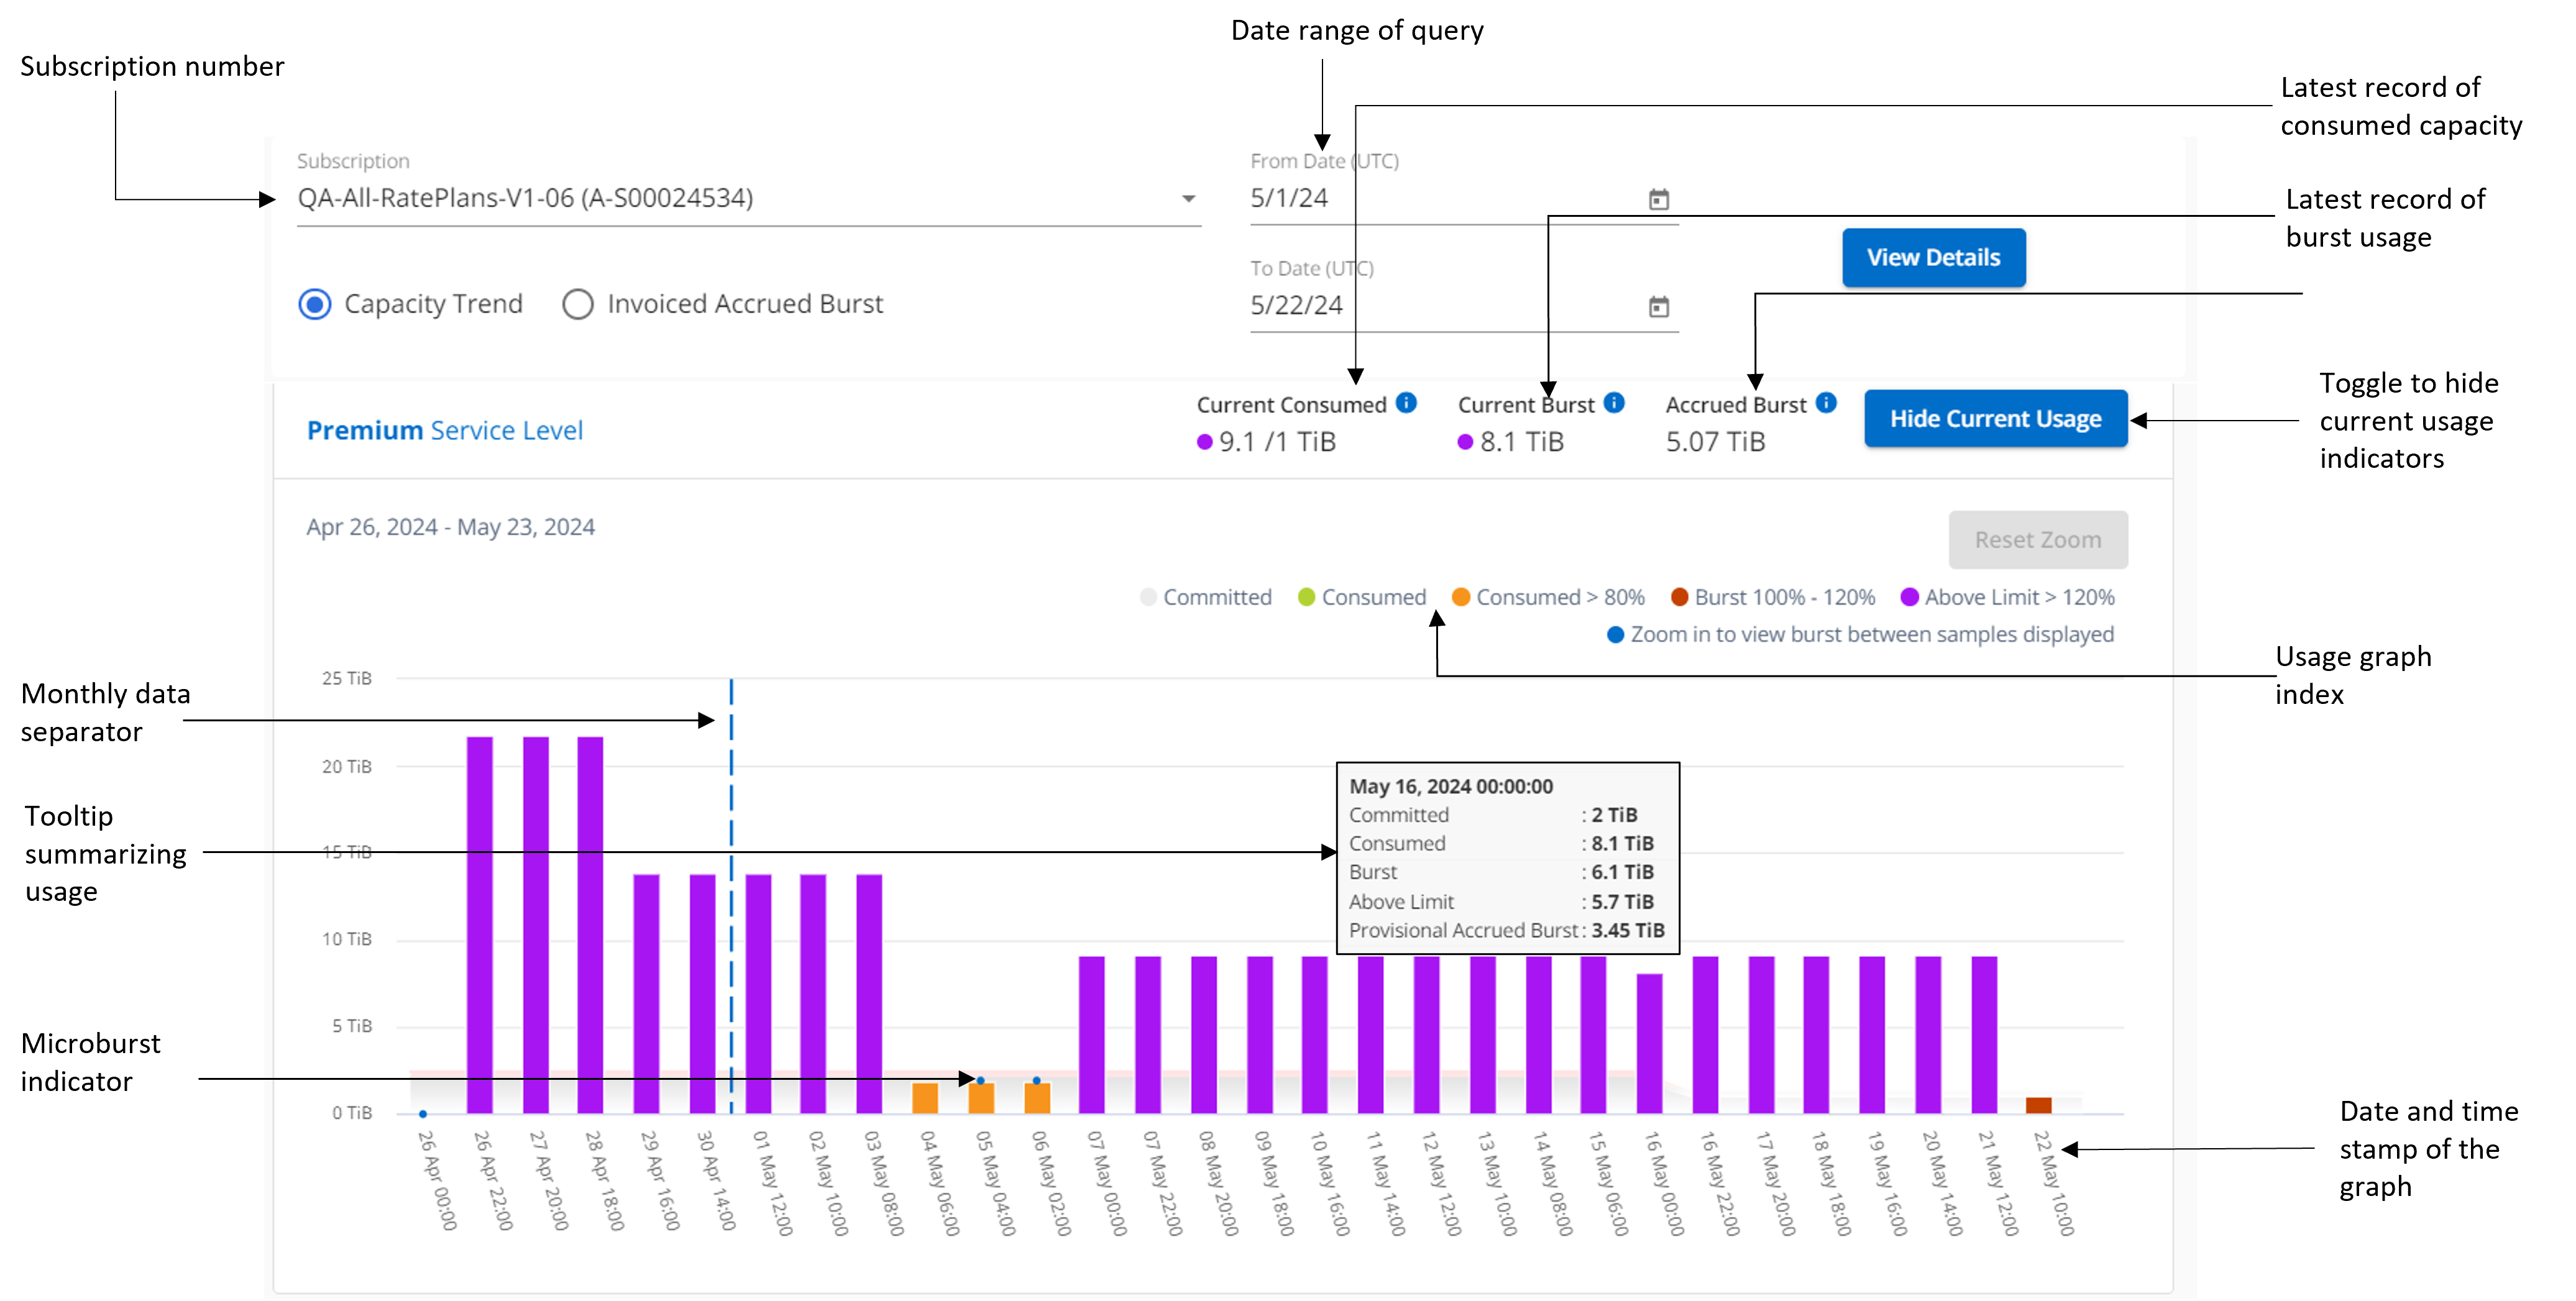 Date range of query
Subscription number
Latest record of
consumed capacity
Subscription
QA-All-RatePlans-V1-06 (A-S00024534)
From Date (UTC)
5/1/24
Latest record of
burst usage
View Details
To Date (UTC)
5/22/24
Capacity Trend
Invoiced Accrued Burst
Toggle to hide
current usage
indicators
Premium Service Level
Current Consumed
9.1 /1 TiB
Current Burst
8.1 TiB
Accrued Burst
5.07 TiB
Hide Current Usage
Apr 26, 2024 - May 23, 2024
Reset Zoom
Committed
Consumed
Consumed > 80%
Burst 100% - 120%
Above Limit > 120%
Zoom in to view burst between samples displayed
Usage graph
index
Monthly data
separator
Tooltip
summarizing
usage
Microburst
indicator
25 TiB
20 TiB
15 TiB
10 TiB
5 TiB
0 TiB
May 16, 2024 00:00:00
Committed : 2 TiB
Consumed : 8.1 TiB
Burst : 6.1 TiB
Above Limit : 5.7 TiB
Provisional Accrued Burst : 3.45 TiB
26 Apr 00:00
26 Apr 22:00
27 Apr 20:00
28 Apr 18:00
29 Apr 16:00
30 Apr 14:00
01 May 12:00
02 May 10:00
03 May 08:00
04 May 06:00
05 May 04:00
06 May 02:00
07 May 00:00
07 May 22:00
08 May 20:00
09 May 18:00
10 May 16:00
11 May 14:00
12 May 12:00
13 May 10:00
14 May 08:00
15 May 06:00
16 May 00:00
16 May 22:00
17 May 20:00
18 May 18:00
19 May 16:00
20 May 14:00
21 May 12:00
22 May 10:00
Date and time
stamp of the
graph